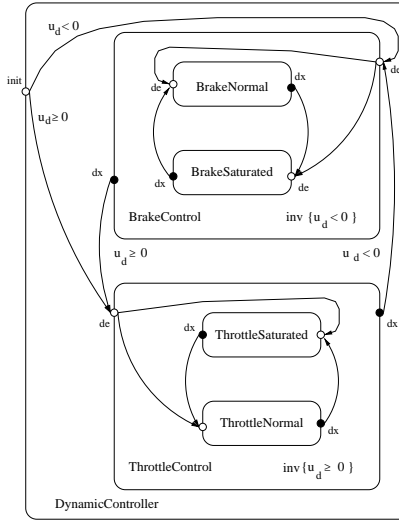 u_d < 0
init
u_d ≥ 0
de
BrakeNormal
dx
de
dx
BrakeSaturated
dx
de
BrakeControl
inv {u_d < 0 }
u_d ≥ 0
u_d < 0
de
dx
ThrottleSaturated
dx
ThrottleNormal
dx
ThrottleControl
inv{u_d ≥ 0 }
DynamicController